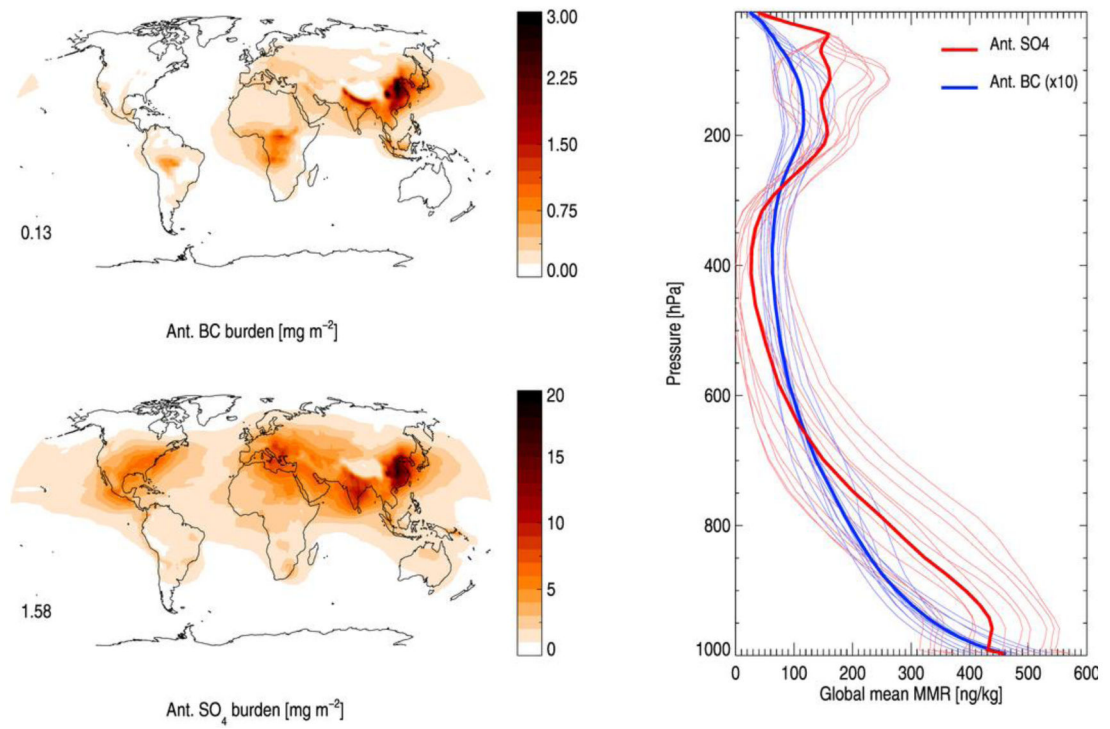 3.00
2.25
1.50
0.75
0.00
0.13
Ant. BC burden [mg m⁻²]
20
15
10
5
0
1.58
Ant. SO₄ burden [mg m⁻²]
Ant. SO4
Ant. BC (x10)
Pressure [hPa]
200
400
600
800
1000
0 100 200 300 400 500 600
Global mean MMR [ng/kg]